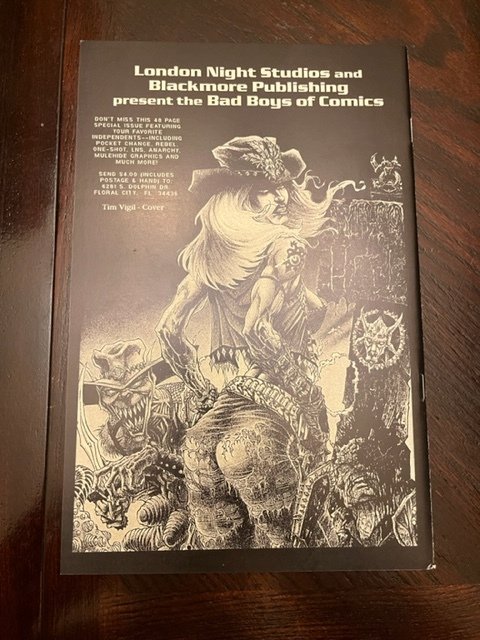 London Night Studios and
Blackmore Publishing
present the Bad Boys of Comics
DON'T MISS THIS 48 PAGE
SPECIAL ISSUE FEATURING
YOUR FAVORITE
INDEPENDENTS--INCLUDING
POCKET CHANGE, REBEL
ONE-SHOT, LNS, ANARCHY,
MULEHIDE GRAPHICS AND
MUCH MORE!
SEND $4.00 (INCLUDES
POSTAGE & HAND) TO:
4281 S. DOLPHIN DR.
FLORAL CITY, FL. 34436
Tim Vigil - Cover